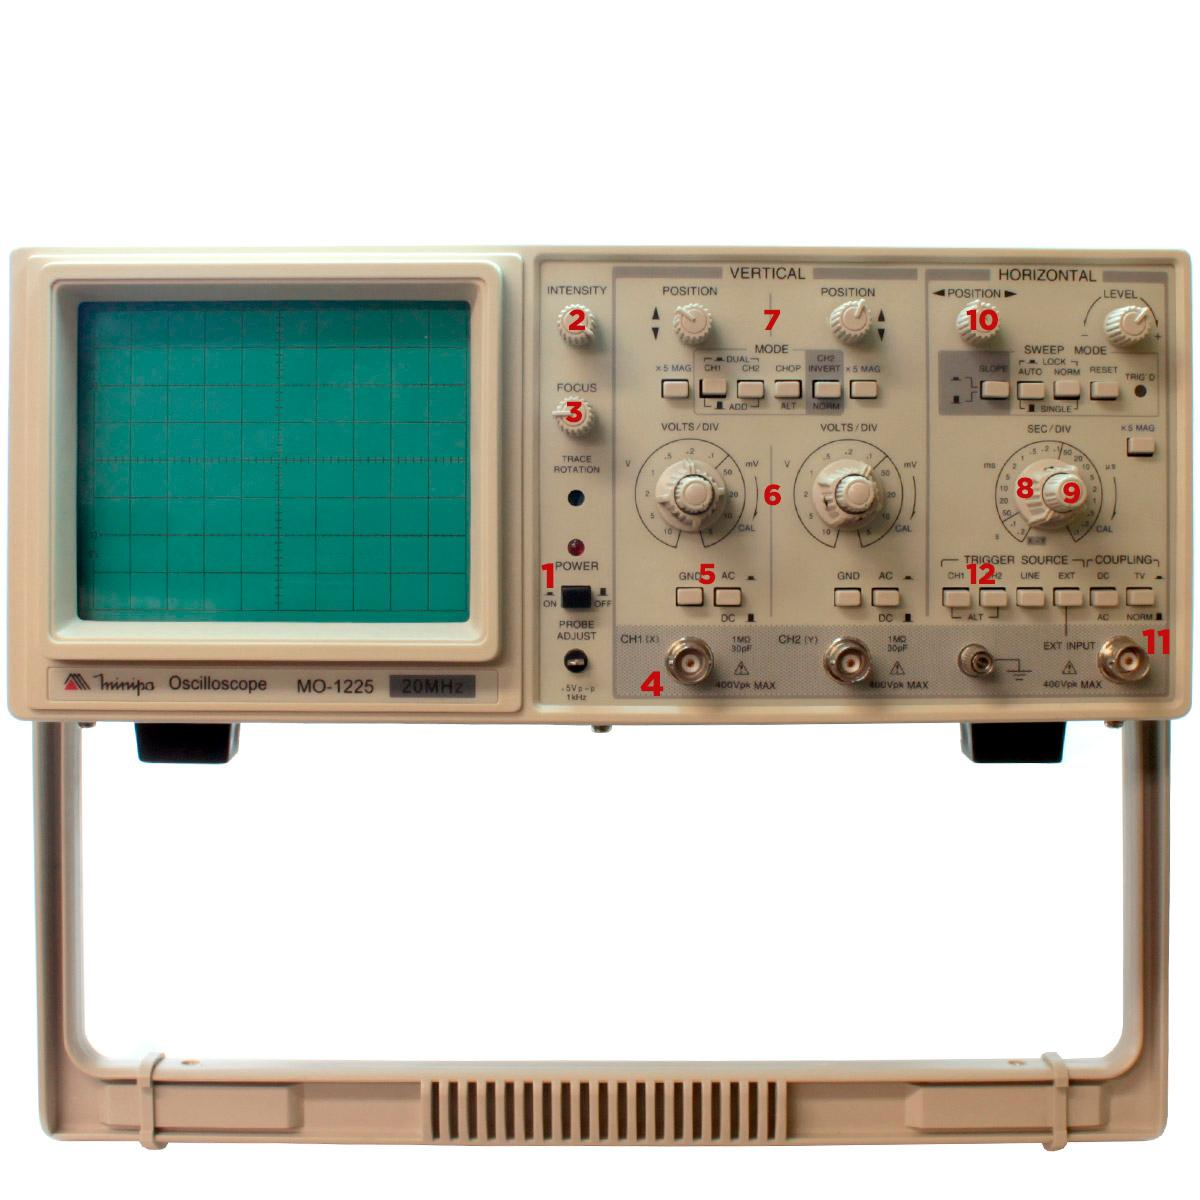 VERTICAL
HORIZONTAL
INTENSITY
2
POSITION
7
POSITION
◄POSITION►
10
LEVEL
- +
MODE
SWEEP MODE
FOCUS
3
×5 MAG
DUAL
CH1 CH2
CHOP
CH2
INVERT
×5 MAG
ADD
ALT
NORM
SLOPE
LOCK
AUTO NORM
RESET
TRIG'D
SINGLE
×5 MAG
TRACE
ROTATION
VOLTS/DIV
V
mV
CAL
6
VOLTS/DIV
V
mV
CAL
SEC/DIV
ms
µs
s
8
9
X-Y
CAL
1
POWER
ON
OFF
GND
5
AC
DC
GND
AC
DC
TRIGGER SOURCE
COUPLING
CH1
12
LINE
EXT
DC
TV
ALT
AC
NORM
PROBE
ADJUST
.5Vp-p
1kHz
CH1 (X)
1MΩ
30pF
4
400Vpk MAX
CH2 (Y)
1MΩ
30pF
400Vpk MAX
EXT INPUT
11
400Vpk MAX
Minipa Oscilloscope MO-1225 20MHz